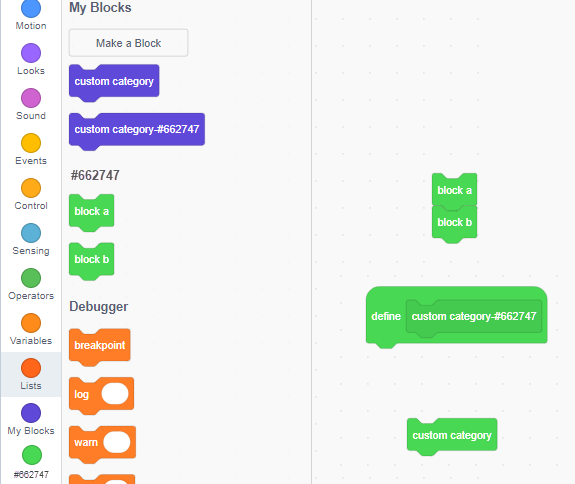 Motion
Looks
Sound
Events
Control
Sensing
Operators
Variables
Lists
My Blocks
#662747
My Blocks
Make a Block
custom category
custom category-#662747
#662747
block a
block b
Debugger
breakpoint
log
warn
block a
block b
define custom category-#662747
custom category